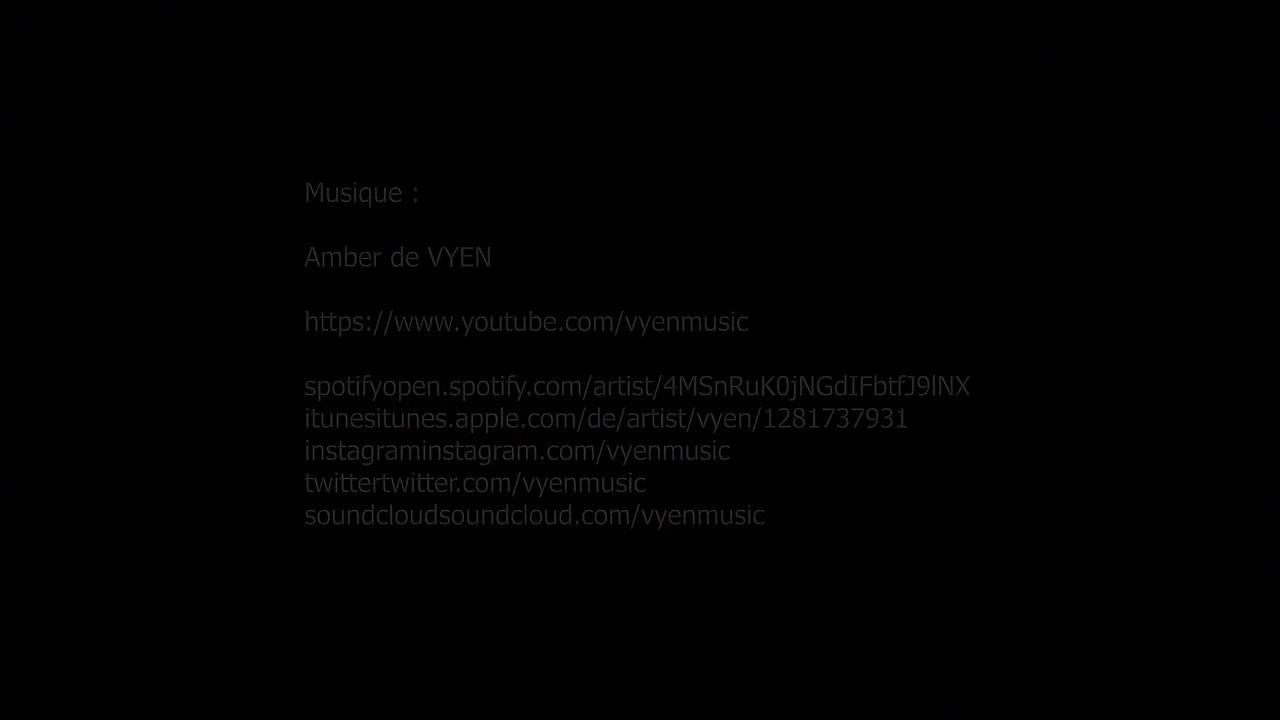 Musique :
Amber de VYEN
https://www.youtube.com/vyenmusic
spotifyopen.spotify.com/artist/4MSnRuK0jNGdIFbtfJ9lNX
itunesitunes.apple.com/de/artist/vyen/1281737931
instagraminstagram.com/vyenmusic
twittertwitter.com/vyenmusic
soundcloudsoundcloud.com/vyenmusic